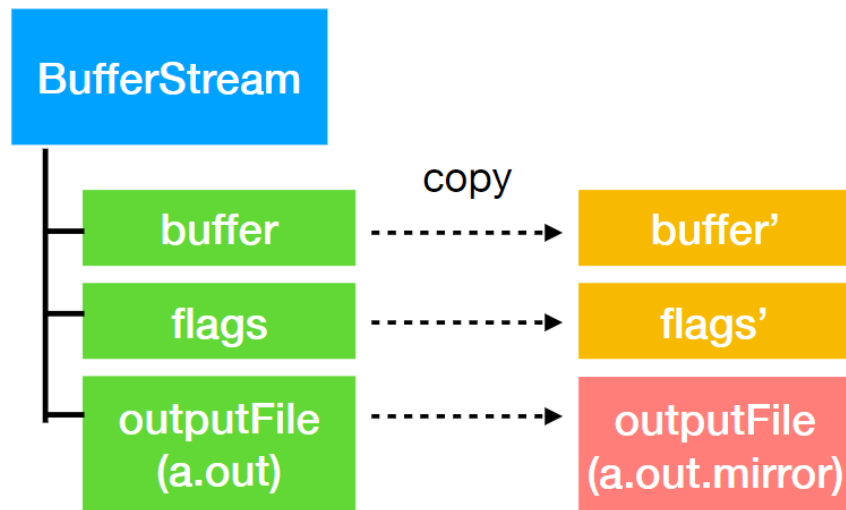 BufferStream
copy
buffer
buffer’
flags
flags’
outputFile
(a.out)
outputFile
(a.out.mirror)